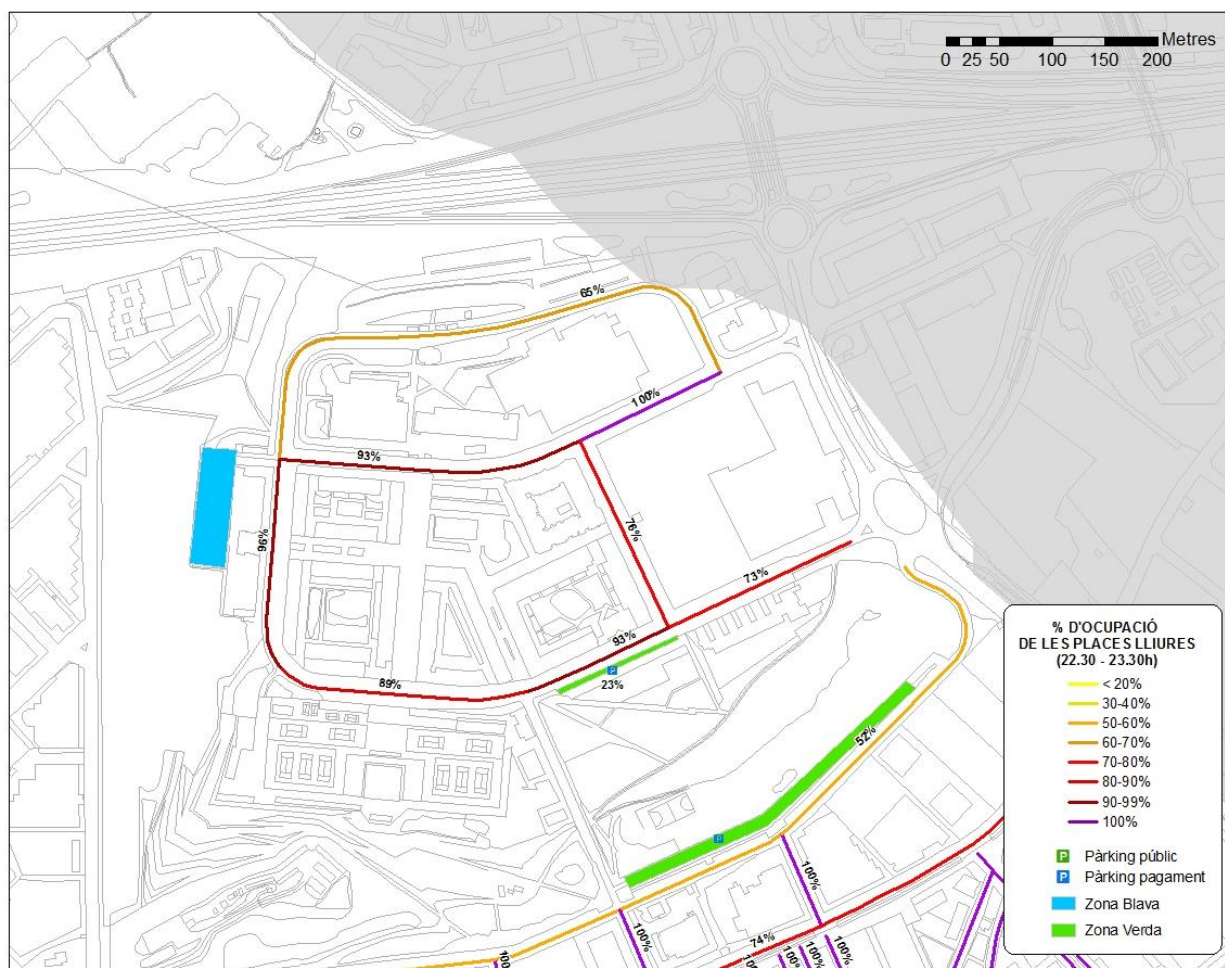 Metres
0 25 50 100 150 200
65%
100%
93%
96%
76%
73%
93%
89%
23%
52%
100%
100%
74%
100%
100%
100%
% D'OCUPACIÓ
DE LES PLACES LLIURES
(22.30 - 23.30h)
< 20%
30-40%
50-60%
60-70%
70-80%
80-90%
90-99%
100%
P Pàrking públic
P Pàrking pagament
Zona Blava
Zona Verda